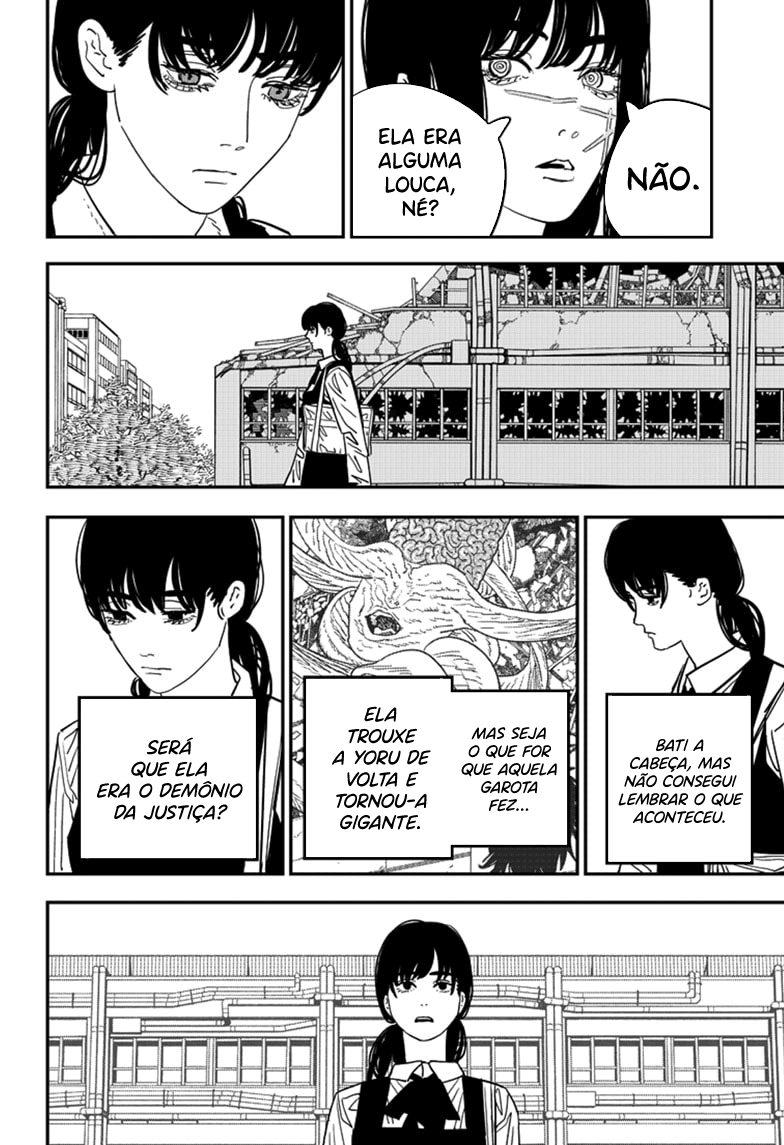 NÃO.
ELA ERA
ALGUMA
LOUCA,
NÉ?
BATI A
CABEÇA, MAS
NÃO CONSEGUI
LEMBRAR O QUE
ACONTECEU.
MAS SEJA
O QUE FOR
QUE AQUELA
GAROTA
FEZ...
ELA
TROUXE
A YORU DE
VOLTA E
TORNOU-A
GIGANTE.
SERÁ
QUE ELA
ERA O DEMÔNIO
DA JUSTIÇA?